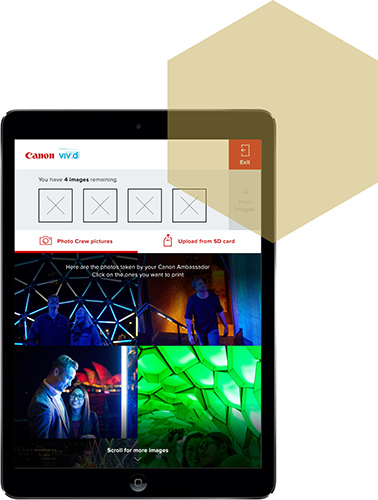 Canon
VIVID
Exit
You have 4 images remaining
Print
Images
Photo Crew pictures
Upload from SD card
Here are the photos taken by your Canon Ambassador
Click on the ones you want to print
Scroll for more images